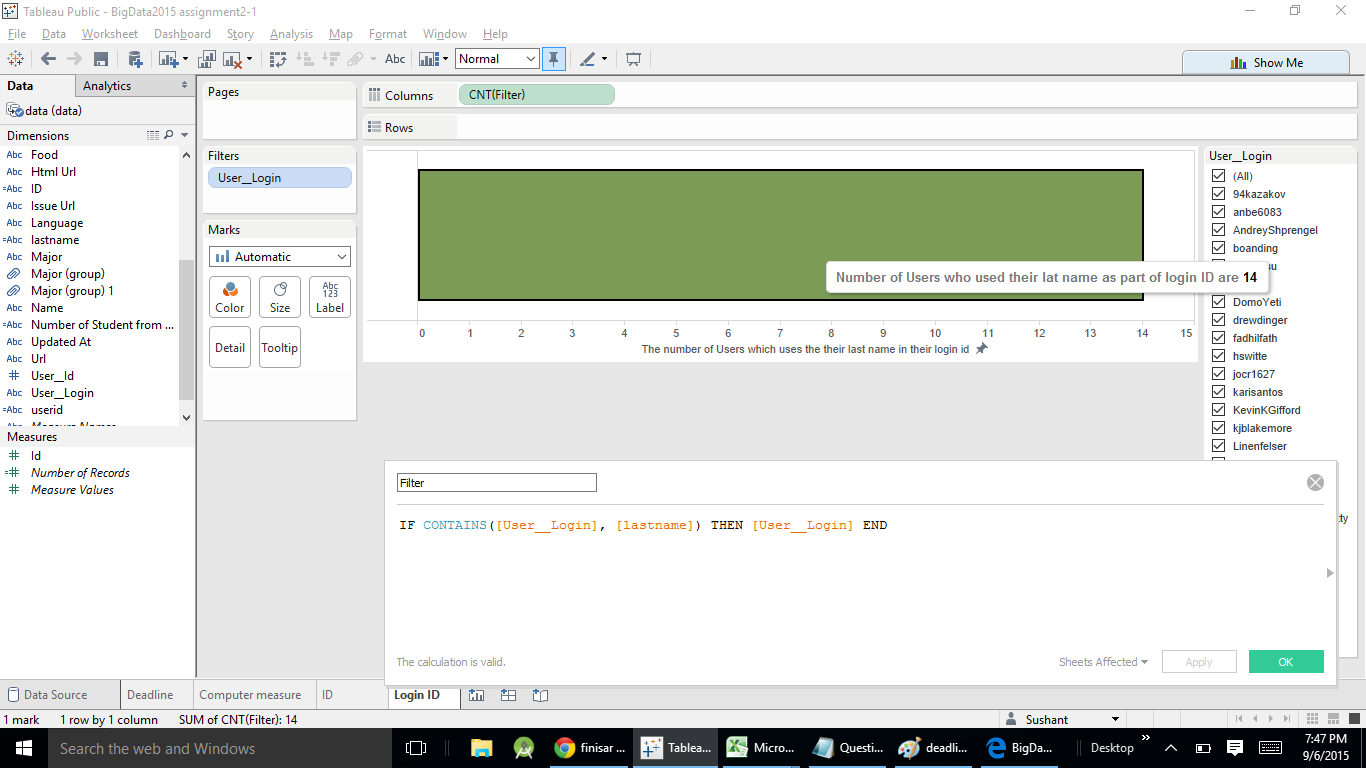 Tableau Public - BigData2015 assignment2-1
File Data Worksheet Dashboard Story Analysis Map Format Window Help
Abc Normal Show Me
Data Analytics
data (data)
Dimensions
Abc Food
Abc Html Url
=Abc ID
Abc Issue Url
Abc Language
=Abc lastname
Abc Major
Major (group)
Major (group) 1
Abc Name
=Abc Number of Student from ...
Abc Updated At
Abc Url
# User__Id
Abc User__Login
=Abc userid
Measures
# Id
=# Number of Records
# Measure Values
Pages
Filters
User__Login
Marks
Automatic
Color Size Abc 123 Label
Detail Tooltip
Columns CNT(Filter)
Rows
Number of Users who used their lat name as part of login ID are 14
0 1 2 3 4 5 6 7 8 9 10 11 12 13 14 15
The number of Users which uses the their last name in their login id
User__Login
(All)
94kazakov
anbe6083
AndreyShprengel
boanding
su
DomoYeti
drewdinger
fadhilfath
hswitte
jocr1627
karisantos
KevinKGifford
kjblakemore
Linenfelser
ty
Filter
IF CONTAINS([User__Login], [lastname]) THEN [User__Login] END
The calculation is valid.
Sheets Affected Apply OK
Data Source Deadline Computer measure ID Login ID
1 mark 1 row by 1 column SUM of CNT(Filter): 14 Sushant
Search the web and Windows finisar ... Tablea... Micro... Questi... deadli... BigDa... Desktop 7:47 PM
9/6/2015